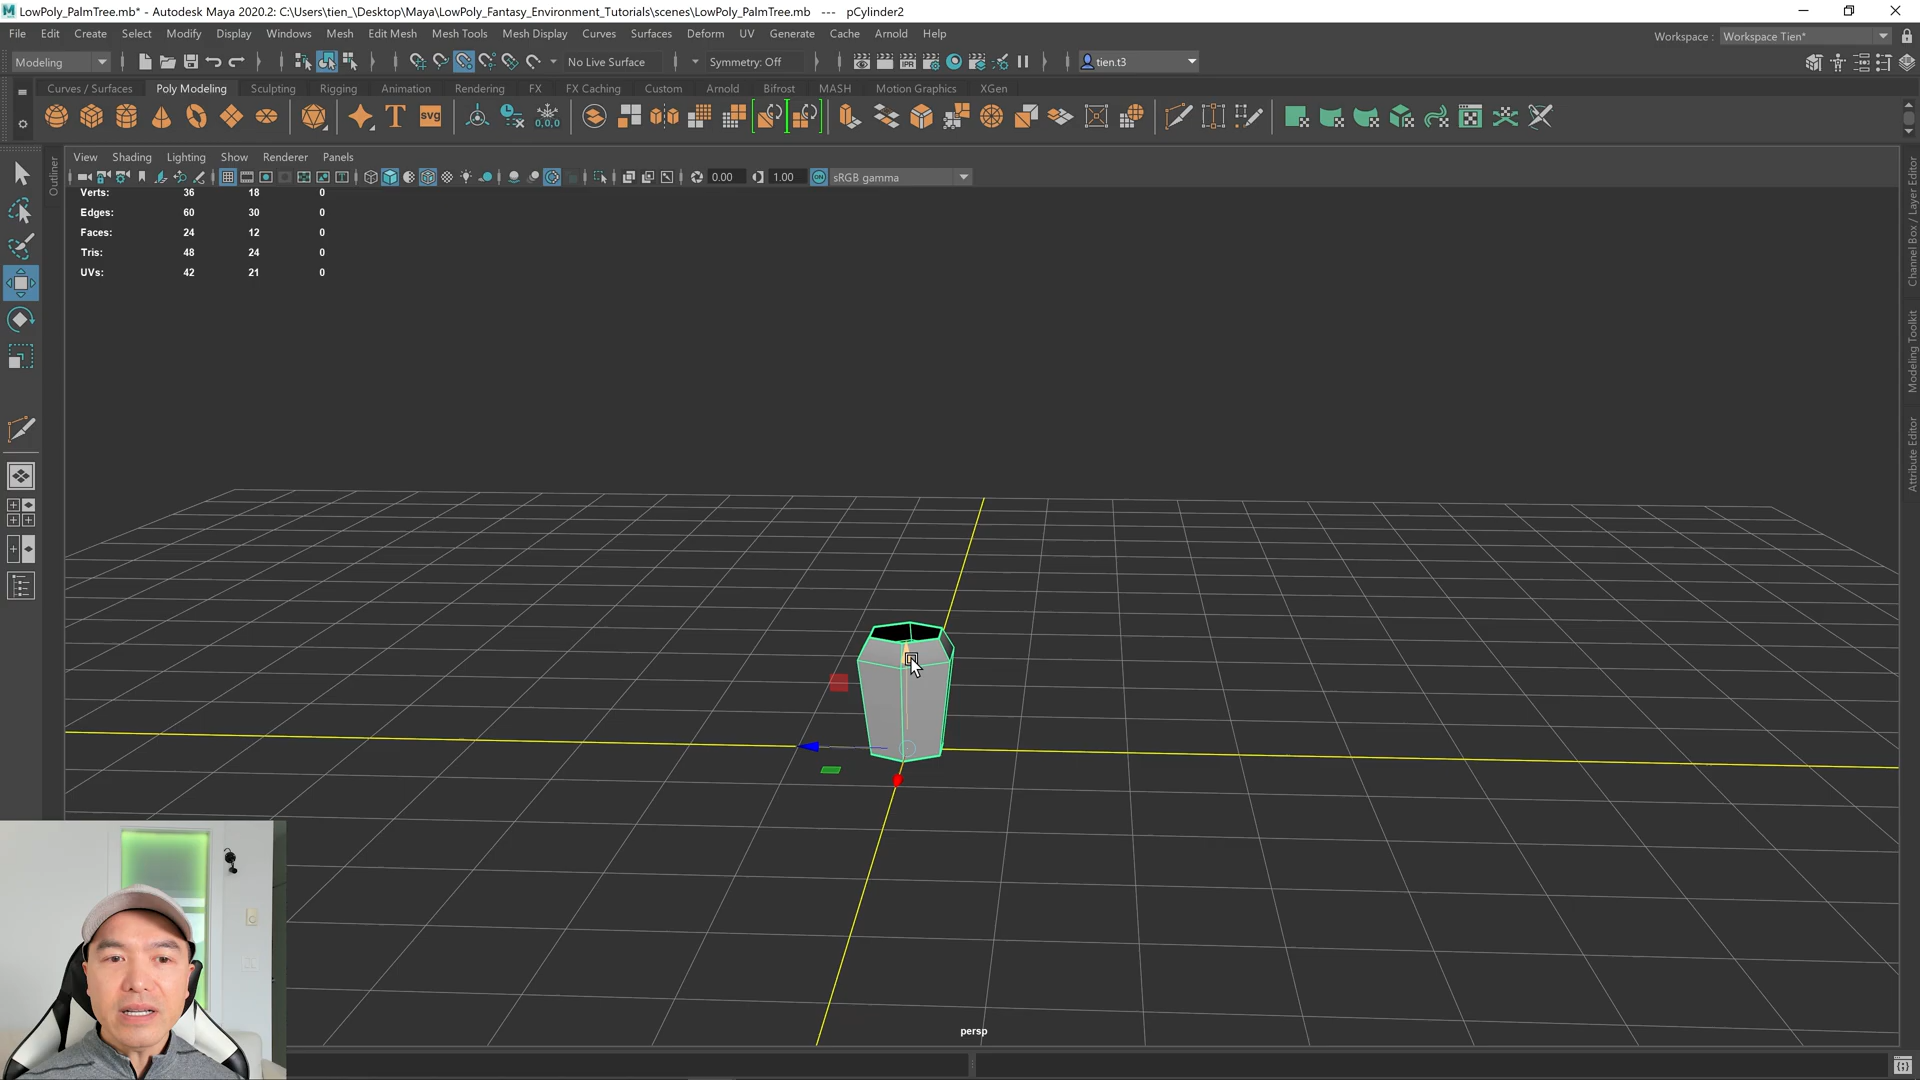 LowPoly_PalmTree.mb* - Autodesk Maya 2020.2: C:\Users\tien_\Desktop\Maya\LowPoly_Fantasy_Environment_Tutorials\scenes\LowPoly_PalmTree.mb --- pCylinder2
File Edit Create Select Modify Display Windows Mesh Edit Mesh Mesh Tools Mesh Display Curves Surfaces Deform UV Generate Cache Arnold Help
Workspace : Workspace Tien*
Modeling No Live Surface Symmetry: Off tien.t3
Curves / Surfaces Poly Modeling Sculpting Rigging Animation Rendering FX FX Caching Custom Arnold Bifrost MASH Motion Graphics XGen
T svg 0,0,0
View Shading Lighting Show Renderer Panels
0.00 1.00 ON sRGB gamma
Verts: 36 18 0
Edges: 60 30 0
Faces: 24 12 0
Tris: 48 24 0
UVs: 42 21 0
Outliner
Channel Box / Layer Editor
Modeling Toolkit
Attribute Editor
persp